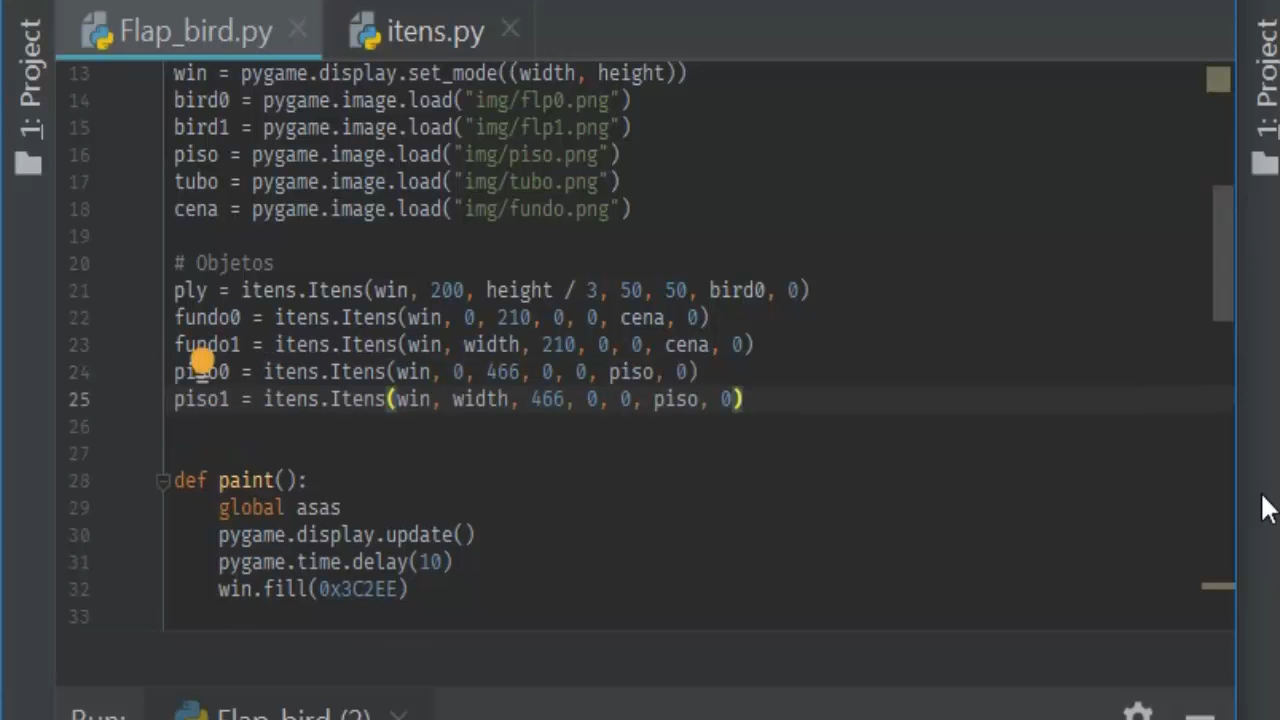 Flap_bird.py
itens.py
1: Project
1: Project
13 win = pygame.display.set_mode((width, height))
14 bird0 = pygame.image.load("img/flp0.png")
15 bird1 = pygame.image.load("img/flp1.png")
16 piso = pygame.image.load("img/piso.png")
17 tubo = pygame.image.load("img/tubo.png")
18 cena = pygame.image.load("img/fundo.png")
19
20 # Objetos
21 ply = itens.Itens(win, 200, height / 3, 50, 50, bird0, 0)
22 fundo0 = itens.Itens(win, 0, 210, 0, 0, cena, 0)
23 fundo1 = itens.Itens(win, width, 210, 0, 0, cena, 0)
24 piso0 = itens.Itens(win, 0, 466, 0, 0, piso, 0)
25 piso1 = itens.Itens(win, width, 466, 0, 0, piso, 0)
26
27
28 def paint():
29     global asas
30     pygame.display.update()
31     pygame.time.delay(10)
32     win.fill(0x3C2EE)
33
Run:
Flap_bird (2)